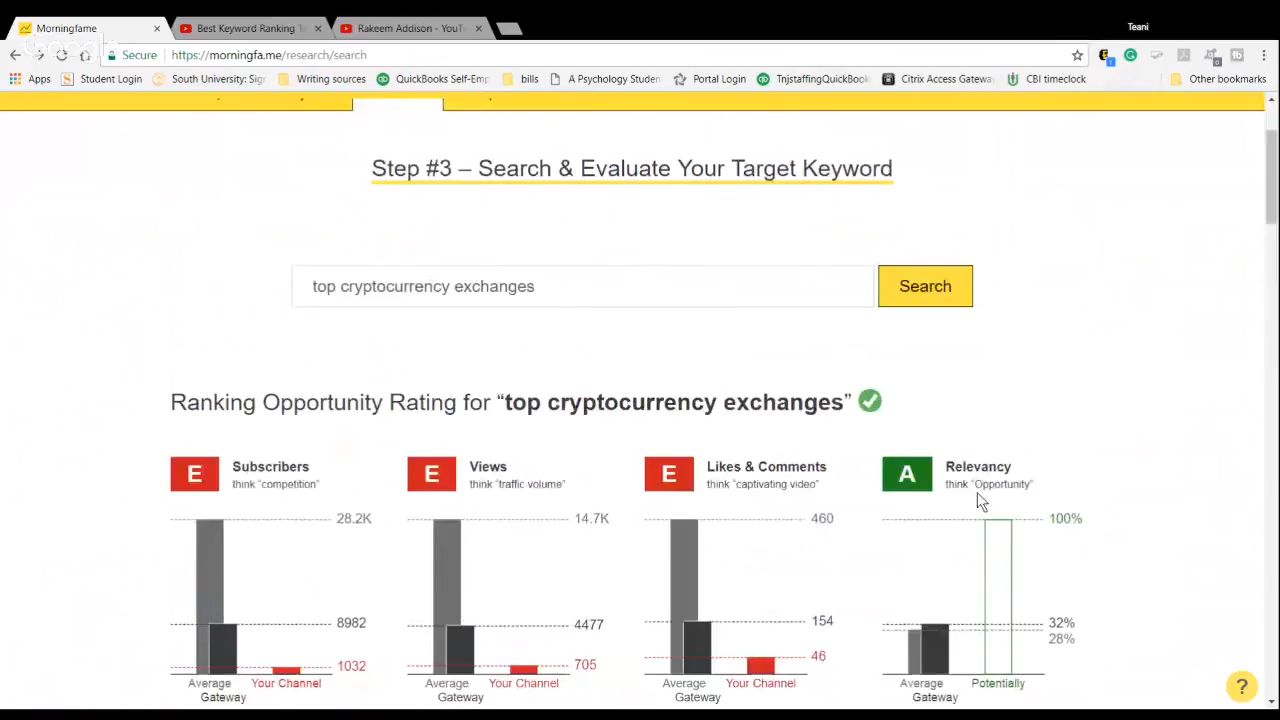 Morningfame
Best Keyword Ranking T
Rakeem Addison - YouT
Teani
Google
Secure
https://morningfa.me/research/search
Apps
Student Login
South University: Sig
Writing sources
QuickBooks Self-Emp
bills
A Psychology Studen
Portal Login
TnjstaffingQuickBook
Citrix Access Gatewa
CBI timeclock
Other bookmarks
Step #3 – Search & Evaluate Your Target Keyword
top cryptocurrency exchanges
Search
Ranking Opportunity Rating for “top cryptocurrency exchanges”
E
Subscribers
think “competition”
28.2K
8982
1032
Average
Gateway
Your Channel
E
Views
think “traffic volume”
14.7K
4477
705
Average
Gateway
Your Channel
E
Likes & Comments
think “captivating video”
460
154
46
Average
Gateway
Your Channel
A
Relevancy
think “Opportunity”
100%
32%
28%
Average
Gateway
Potentially
?